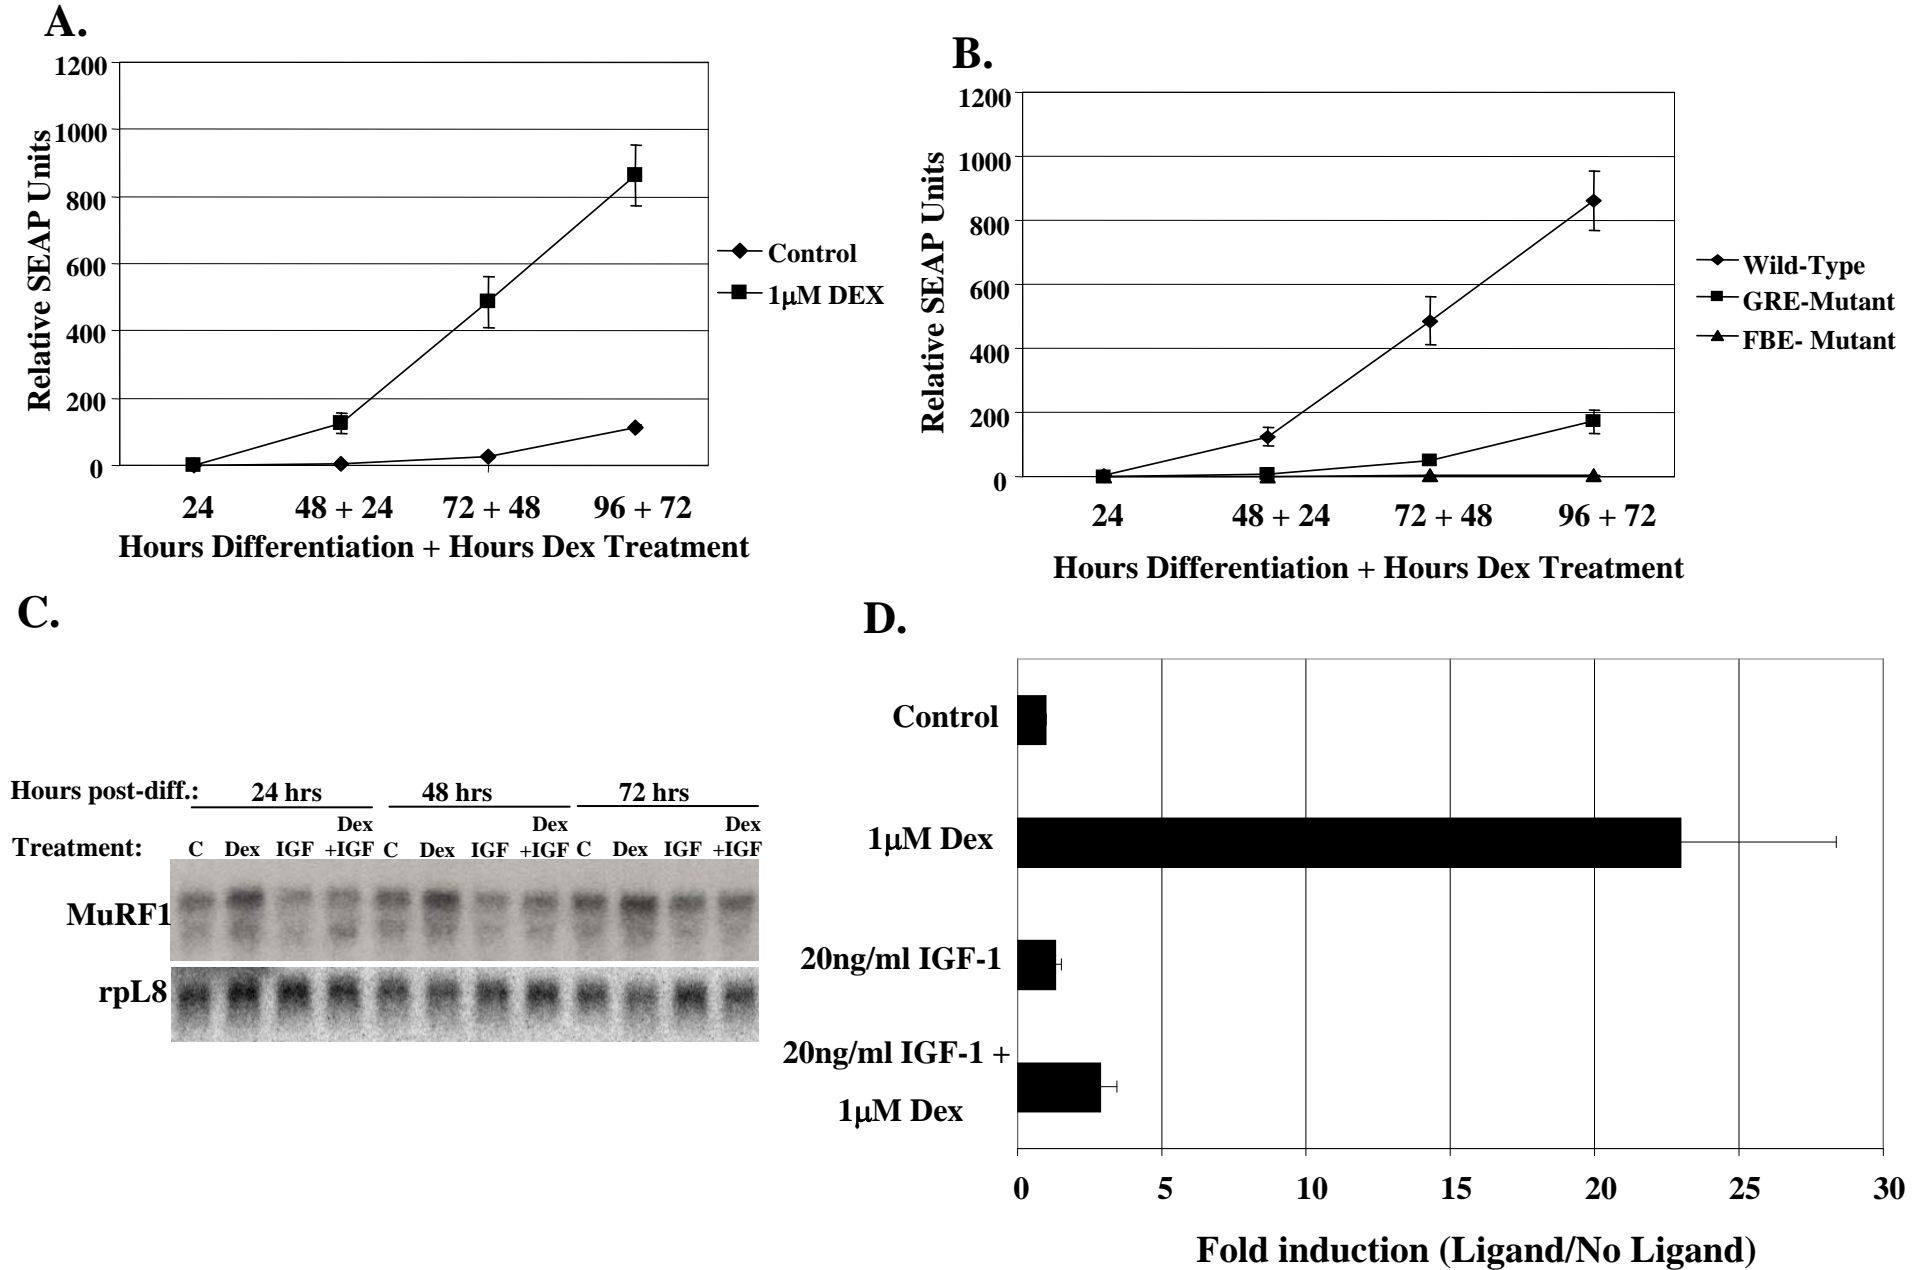 A.
1200
1000
800
600
400
200
0
Relative SEAP Units
24 48 + 24 72 + 48 96 + 72
Hours Differentiation + Hours Dex Treatment
Control
1μM DEX
B.
1200
1000
800
600
400
200
0
Relative SEAP Units
24 48 + 24 72 + 48 96 + 72
Hours Differentiation + Hours Dex Treatment
Wild-Type
GRE-Mutant
FBE- Mutant
C.
Hours post-diff.: 24 hrs 48 hrs 72 hrs
Treatment: C Dex IGF Dex +IGF C Dex IGF Dex +IGF C Dex IGF Dex +IGF
MuRF1
rpL8
D.
Control
1μM Dex
20ng/ml IGF-1
20ng/ml IGF-1 +
1μM Dex
0 5 10 15 20 25 30
Fold induction (Ligand/No Ligand)